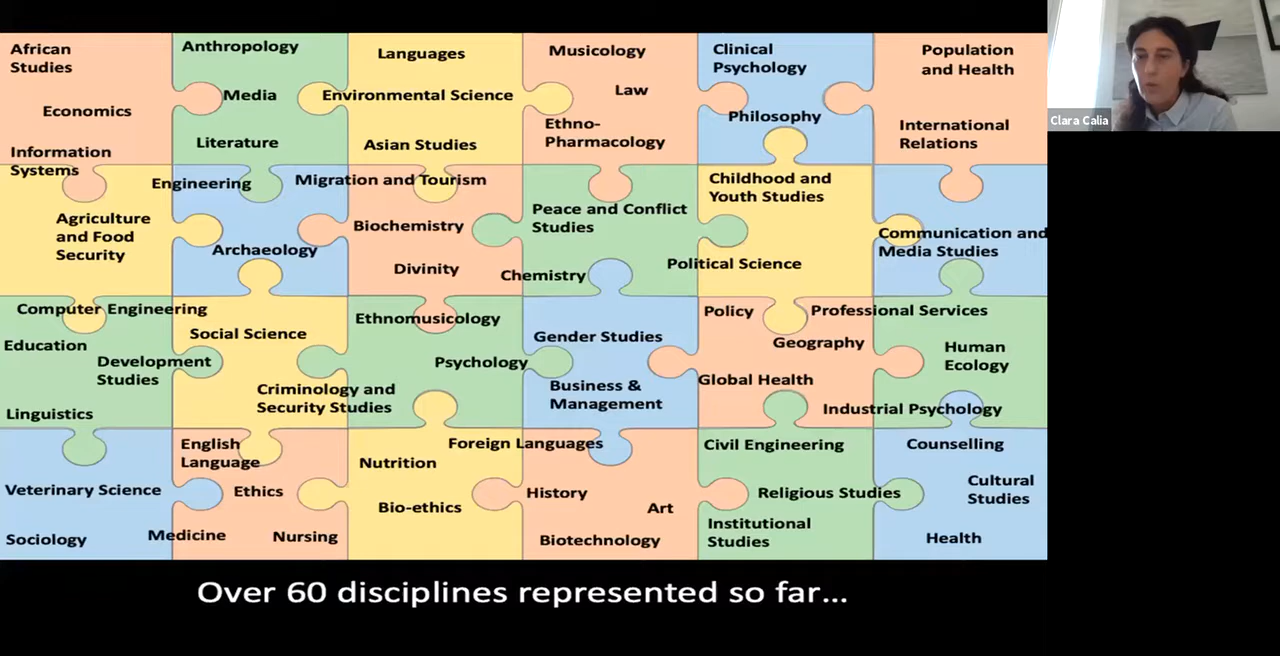 African
Studies
Economics
Information
Systems
Anthropology
Media
Literature
Languages
Environmental Science
Asian Studies
Musicology
Law
Ethno-
Pharmacology
Clinical
Psychology
Philosophy
Population
and Health
International
Relations
Agriculture
and Food
Security
Engineering
Archaeology
Migration and Tourism
Biochemistry
Divinity
Peace and Conflict
Studies
Chemistry
Childhood and
Youth Studies
Political Science
Communication and
Media Studies
Computer Engineering
Education
Development
Studies
Linguistics
Social Science
Criminology and
Security Studies
Ethnomusicology
Psychology
Gender Studies
Business &
Management
Policy
Geography
Global Health
Professional Services
Human
Ecology
Industrial Psychology
Veterinary Science
Sociology
English
Language
Ethics
Medicine
Nursing
Nutrition
Bio-ethics
Foreign Languages
History
Art
Biotechnology
Civil Engineering
Religious Studies
Institutional
Studies
Counselling
Cultural
Studies
Health
Over 60 disciplines represented so far...
Clara Calia